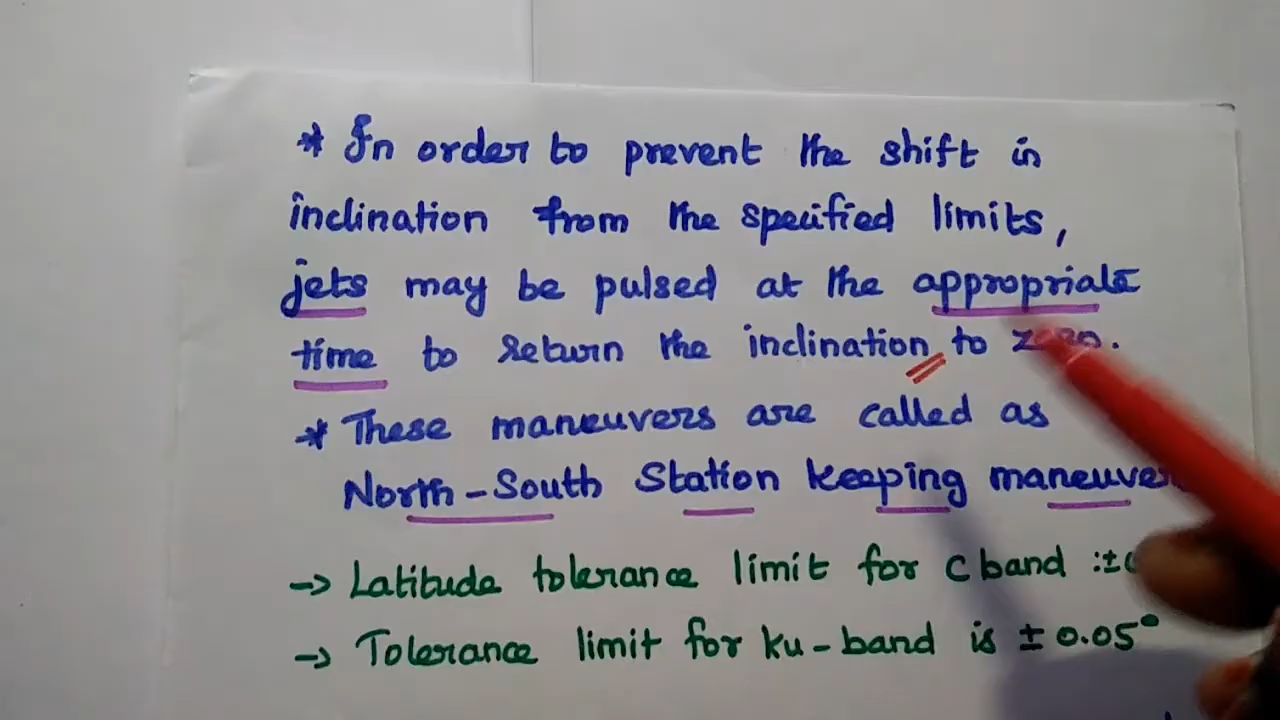 * In order to prevent the shift in
inclination from the specified limits,
jets may be pulsed at the appropriate
time to return the inclination to
* These maneuvers are called as
North-South Station keeping
→ Latitude tolerance limit for C band :±
→ Tolerance limit for ku-band is ± 0.05°